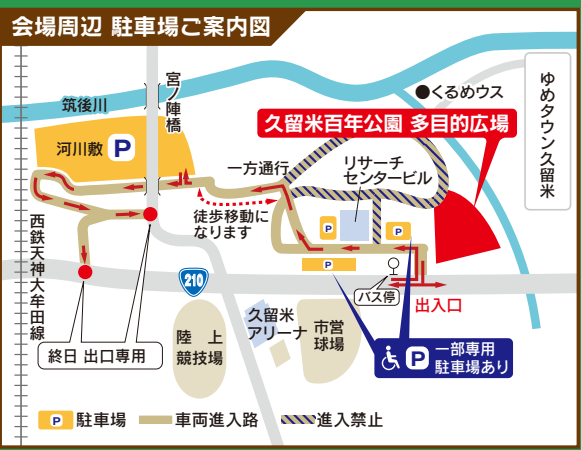 会場周辺 駐車場ご案内図
筑後川
宮ノ陣橋
くるめウス
ゆめタウン久留米
久留米百年公園 多目的広場
河川敷 P
一方通行
リサーチ
センタービル
徒歩移動に
なります
P
P
P
西鉄天神大牟田線
210
バス停
出入口
久留米
アリーナ
市営
球場
陸上
競技場
終日 出口専用
P 一部専用
駐車場あり
P 駐車場
車両進入路
進入禁止